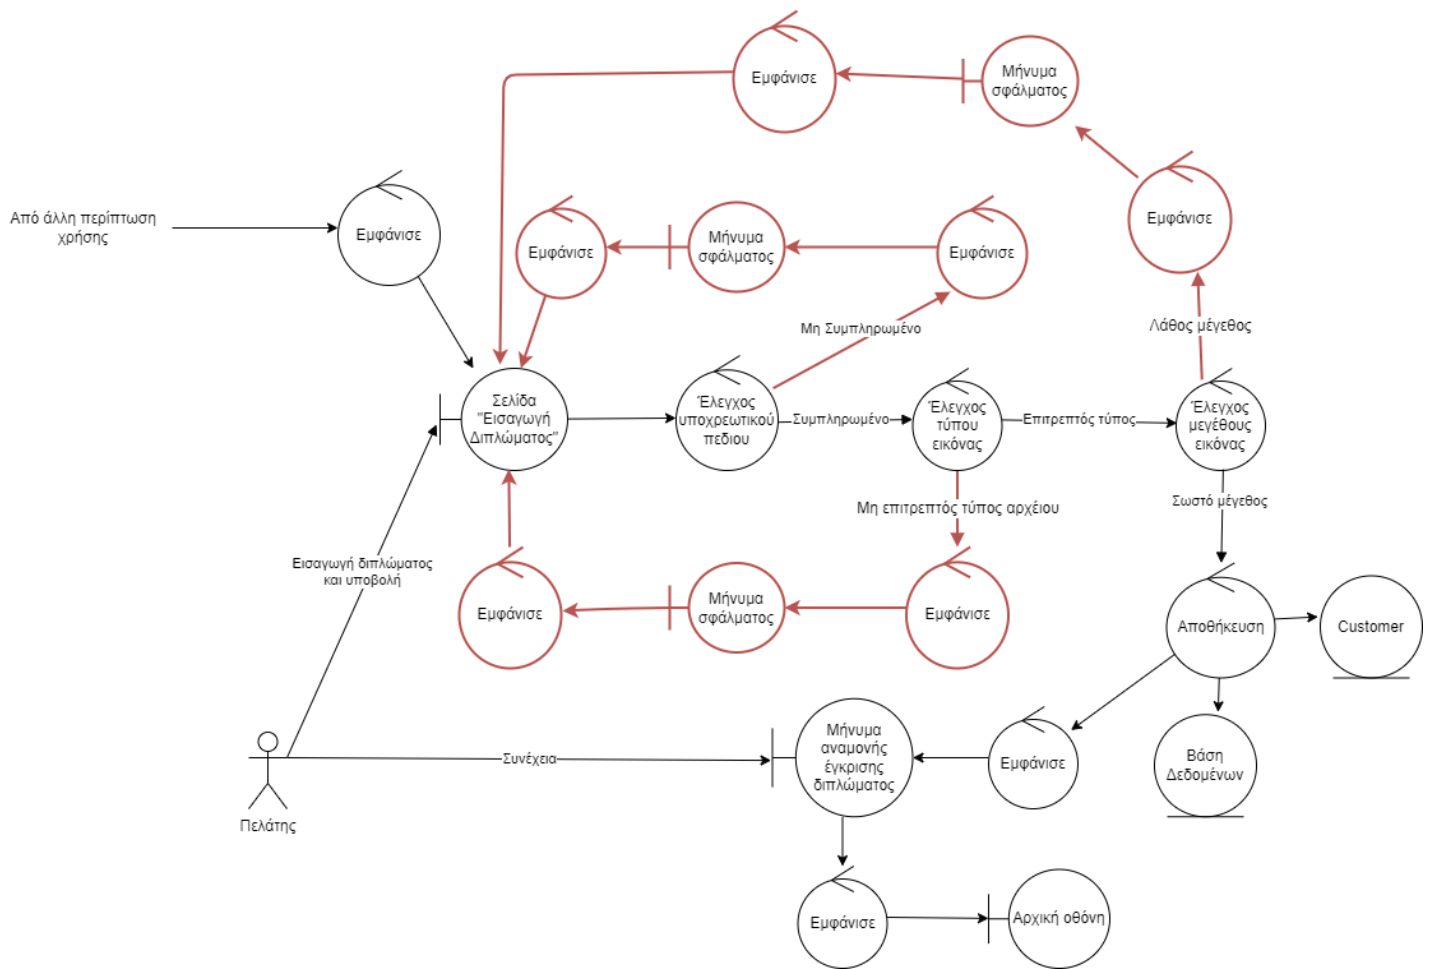 Εμφάνισε
Μήνυμα
σφάλματος
Από άλλη περίπτωση
χρήσης
Εμφάνισε
Εμφάνισε
Μήνυμα
σφάλματος
Εμφάνισε
Εμφάνισε
Μη Συμπληρωμένο
Λάθος μέγεθος
Σελίδα
"Εισαγωγή
Διπλώματος"
Έλεγχος
υποχρεωτικού
πεδιου
Συμπληρωμένο
Έλεγχος
τύπου
εικόνας
Επιτρεπτός τύπος
Έλεγχος
μεγέθους
εικόνας
Μη επιτρεπτός τύπος αρχέιου
Σωστό μέγεθος
Εισαγωγή διπλώματος
και υποβολή
Εμφάνισε
Μήνυμα
σφάλματος
Εμφάνισε
Αποθήκευση
Customer
Συνέχεια
Μήνυμα
αναμονής
έγκρισης
διπλώματος
Εμφάνισε
Βάση
Δεδομένων
Πελάτης
Εμφάνισε
Αρχική οθόνη